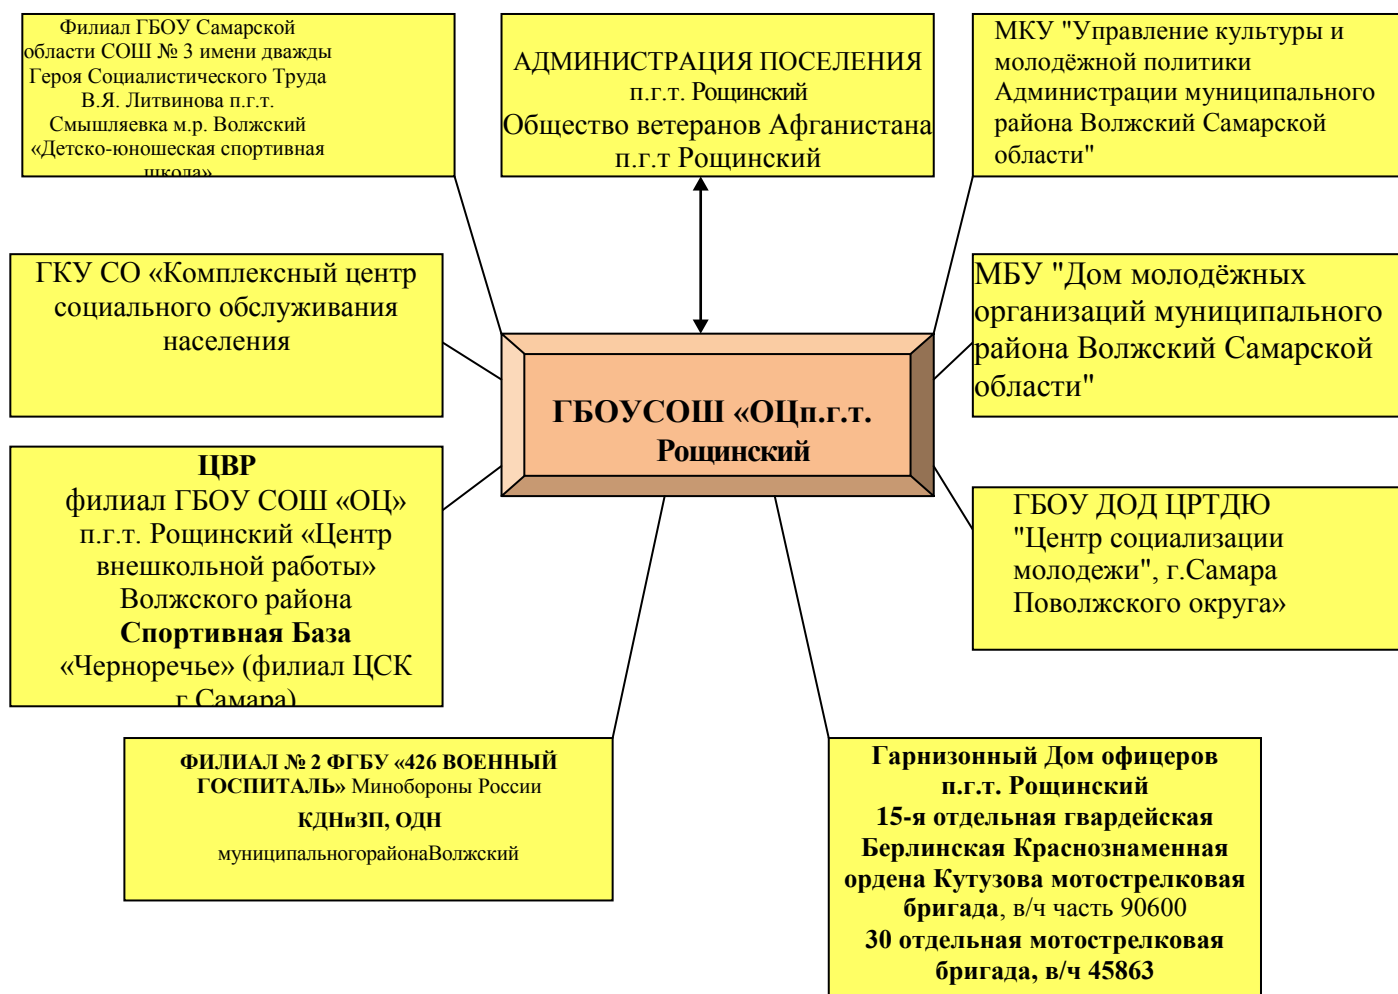 Филиал ГБОУ Самарской
области СОШ № 3 имени дважды
Героя Социалистического Труда
В.Я. Литвинова п.г.т.
Смышляевка м.р. Волжский
«Детско-юношеская спортивная
школа»
АДМИНИСТРАЦИЯ ПОСЕЛЕНИЯ
п.г.т. Рощинский
Общество ветеранов Афганистана
п.г.т Рощинский
МКУ "Управление культуры и
молодёжной политики
Администрации муниципального
района Волжский Самарской
области"
ГКУ СО «Комплексный центр
социального обслуживания
населения
МБУ "Дом молодёжных
организаций муниципального
района Волжский Самарской
области"
ГБОУСОШ «ОЦп.г.т.
Рощинский
ЦВР
филиал ГБОУ СОШ «ОЦ»
п.г.т. Рощинский «Центр
внешкольной работы»
Волжского района
Спортивная База
«Черноречье» (филиал ЦСК
г.Самара)
ГБОУ ДОД ЦРТДЮ
"Центр социализации
молодежи", г.Самара
Поволжского округа»
ФИЛИАЛ № 2 ФГБУ «426 ВОЕННЫЙ
ГОСПИТАЛЬ» Минобороны России
КДНиЗП, ОДН
муниципальногорайонаВолжский
Гарнизонный Дом офицеров
п.г.т. Рощинский
15-я отдельная гвардейская
Берлинская Краснознаменная
ордена Кутузова мотострелковая
бригада, в/ч часть 90600
30 отдельная мотострелковая
бригада, в/ч 45863